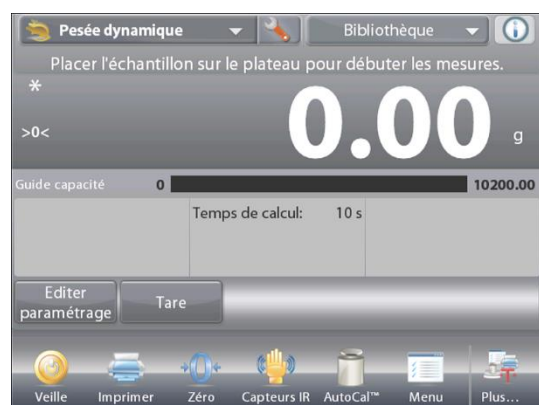 Pesée dynamique Bibliothèque
Placer l'échantillon sur le plateau pour débuter les mesures.
*
>0< 0.00 g
Guide capacité 0 10200.00
Temps de calcul: 10 s
Editer
paramétrage
Tare
Veille Imprimer Zéro Capteurs IR AutoCal™ Menu Plus...